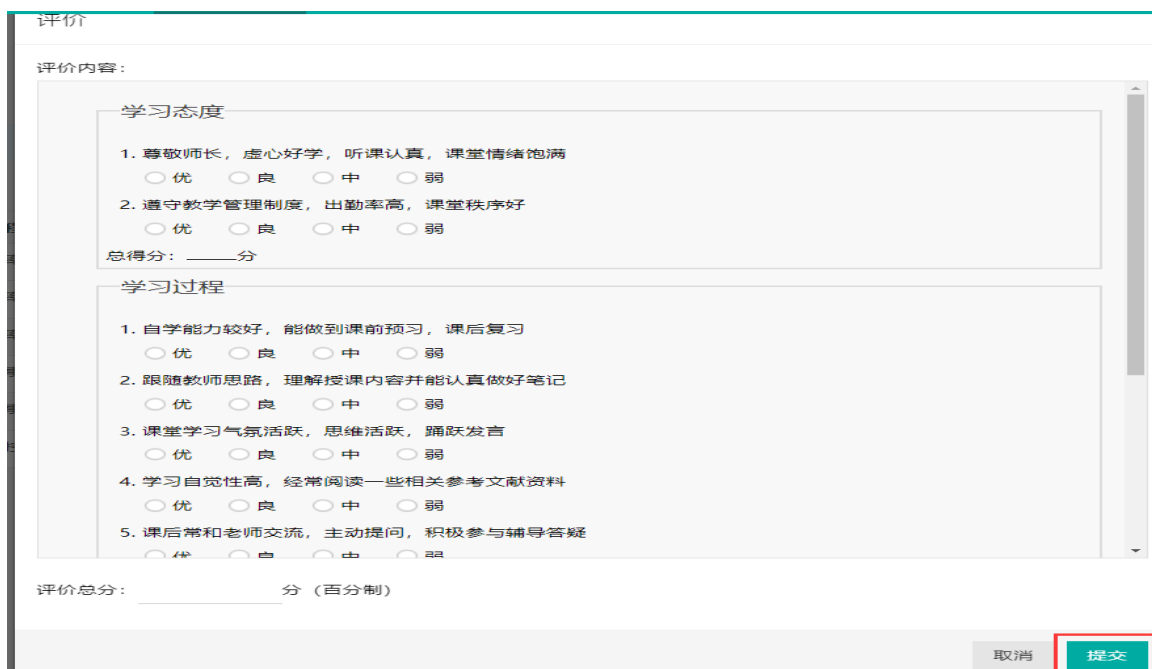 评价
评价内容：
学习态度
1. 尊敬师长，虚心好学，听课认真，课堂情绪饱满
优 良 中 弱
2. 遵守教学管理制度，出勤率高，课堂秩序好
优 良 中 弱
总得分：_____分
学习过程
1. 自学能力较好，能做到课前预习，课后复习
优 良 中 弱
2. 跟随教师思路，理解授课内容并能认真做好笔记
优 良 中 弱
3. 课堂学习气氛活跃，思维活跃，踊跃发言
优 良 中 弱
4. 学习自觉性高，经常阅读一些相关参考文献资料
优 良 中 弱
5. 课后常和老师交流，主动提问，积极参与辅导答疑
优 良 中 弱
评价总分： 分（百分制）
取消 提交